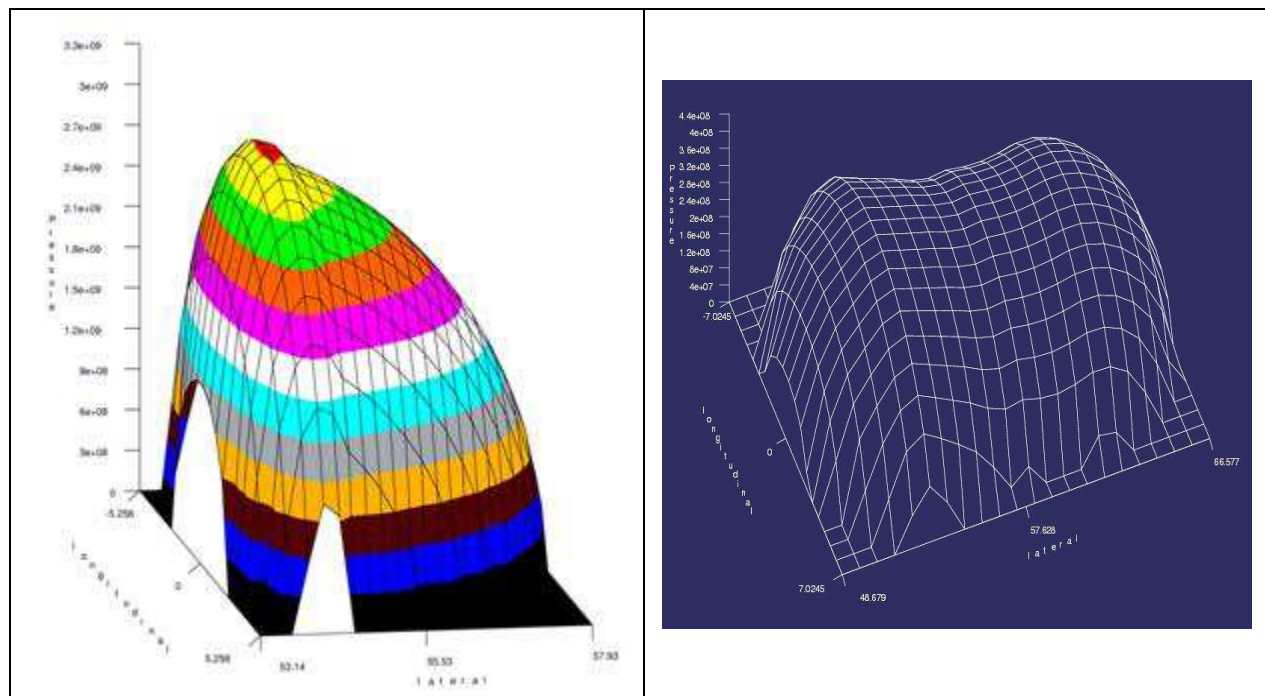 3.3e+09
3e+09
2.7e+09
2.4e+09
2.1e+09
1.8e+09
1.5e+09
1.2e+09
9e+08
6e+08
3e+08
0
Pressure
-5.256
0
5.256
longitudinal
53.14
55.53
57.93
lateral
4.4e+08
4e+08
3.6e+08
3.2e+08
2.8e+08
2.4e+08
2e+08
1.6e+08
1.2e+08
8e+07
4e+07
0
Pressure
-7.0245
0
7.0245
longitudinal
48.679
57.628
66.577
lateral